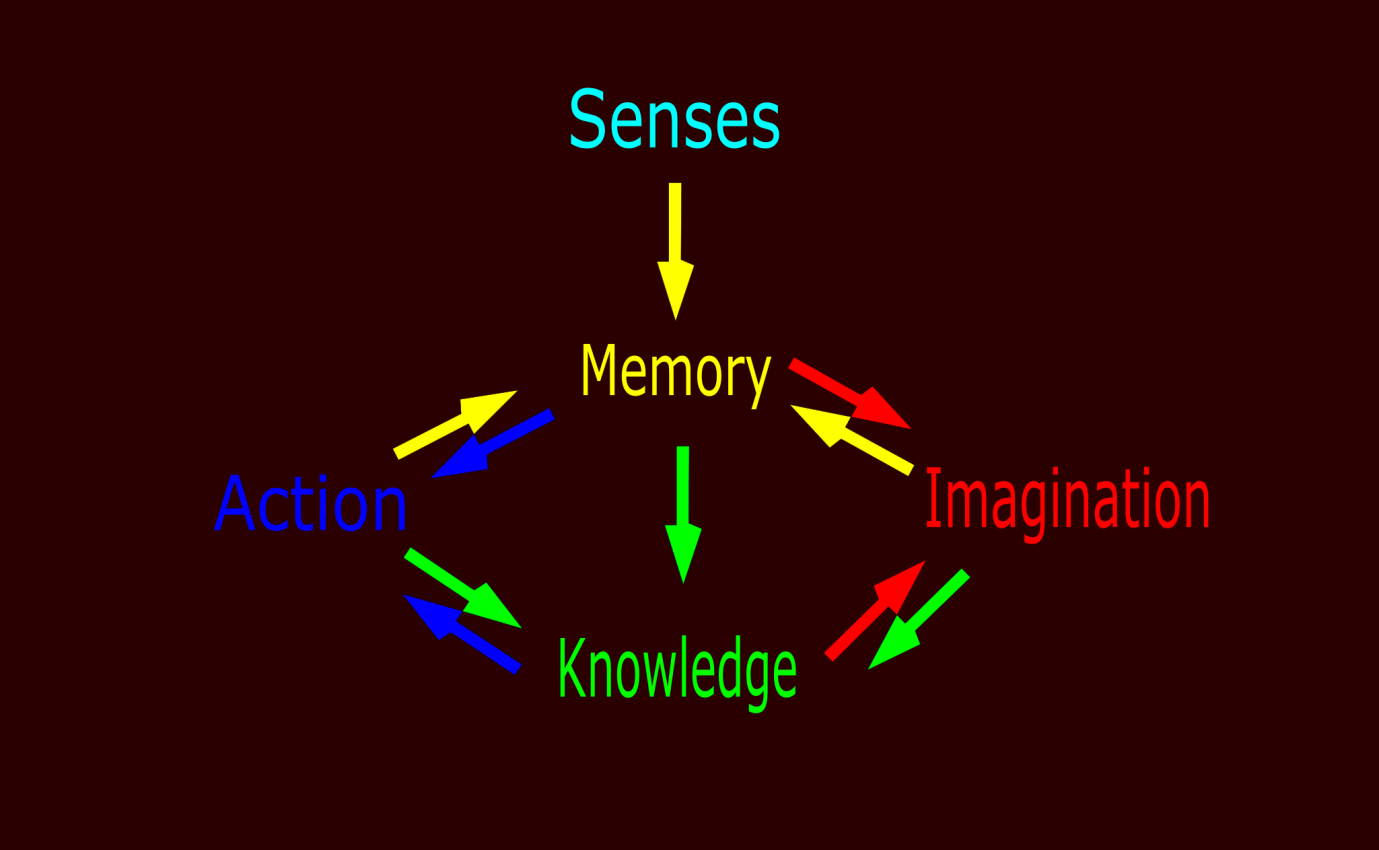 Senses
Memory
Action
Imagination
Knowledge